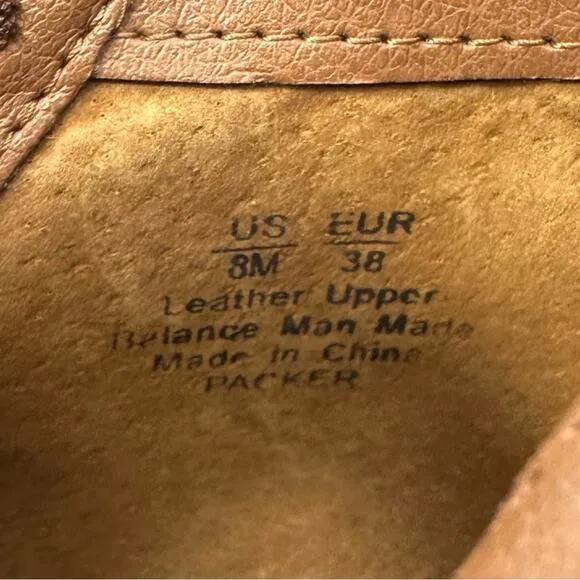 US EUR
8M 38
Leather Upper
Balance Man Made
Made In China
PACKER